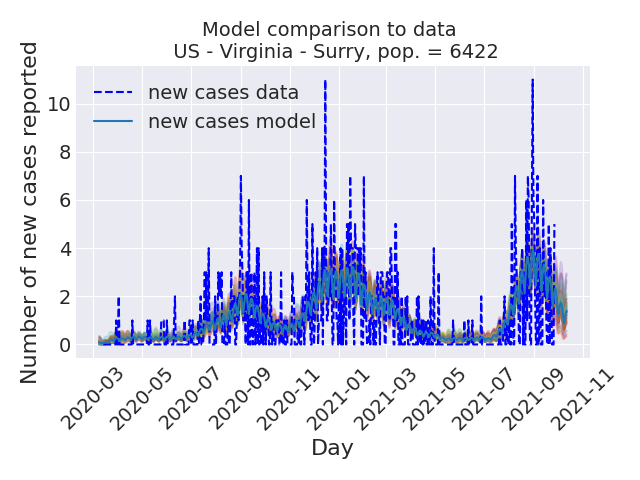 Model comparison to data
US - Virginia - Surry, pop. = 6422
Number of new cases reported
10
8
6
4
2
0
new cases data
new cases model
2020-03
2020-05
2020-07
2020-09
2020-11
2021-01
2021-03
2021-05
2021-07
2021-09
2021-11
Day